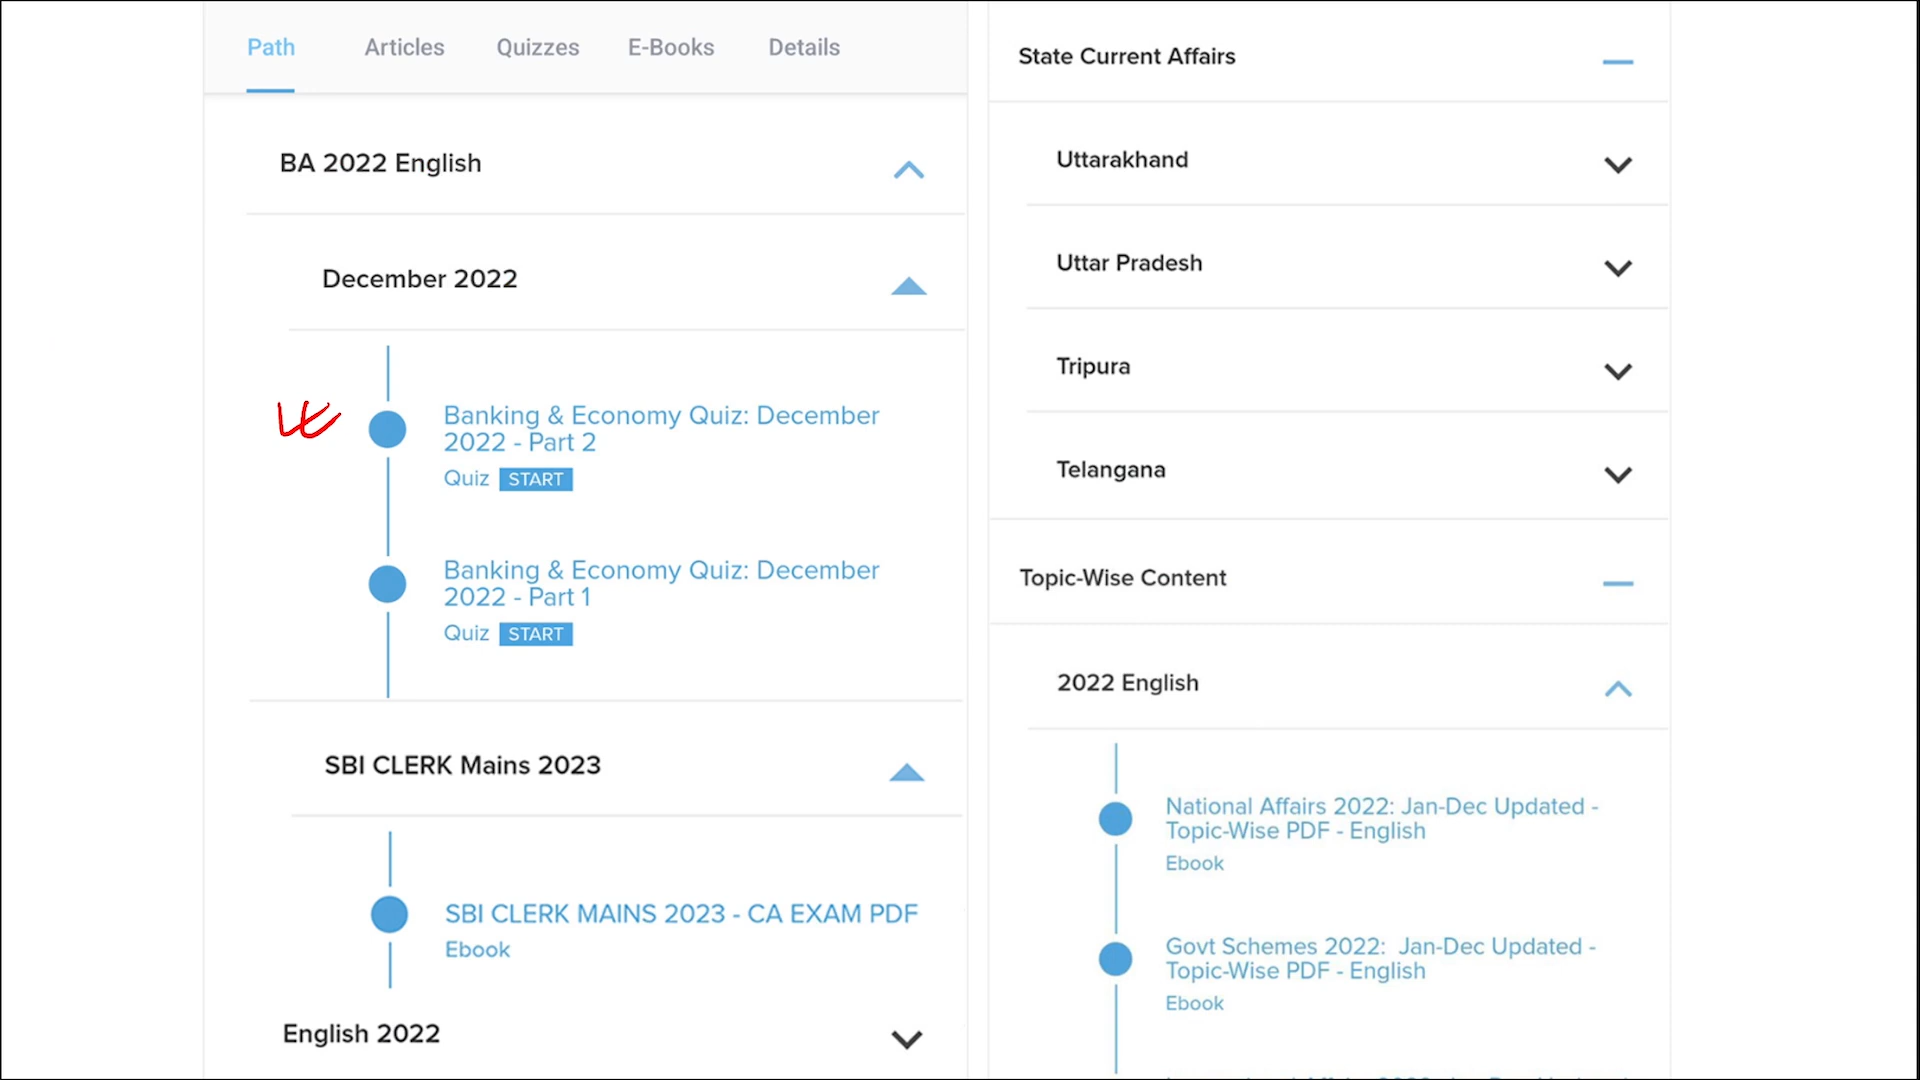 Path Articles Quizzes E-Books Details
BA 2022 English
December 2022
Banking & Economy Quiz: December
2022 - Part 2
Quiz START
Banking & Economy Quiz: December
2022 - Part 1
Quiz START
SBI CLERK Mains 2023
SBI CLERK MAINS 2023 - CA EXAM PDF
Ebook
English 2022
State Current Affairs
Uttarakhand
Uttar Pradesh
Tripura
Telangana
Topic-Wise Content
2022 English
National Affairs 2022: Jan-Dec Updated -
Topic-Wise PDF - English
Ebook
Govt Schemes 2022: Jan-Dec Updated -
Topic-Wise PDF - English
Ebook